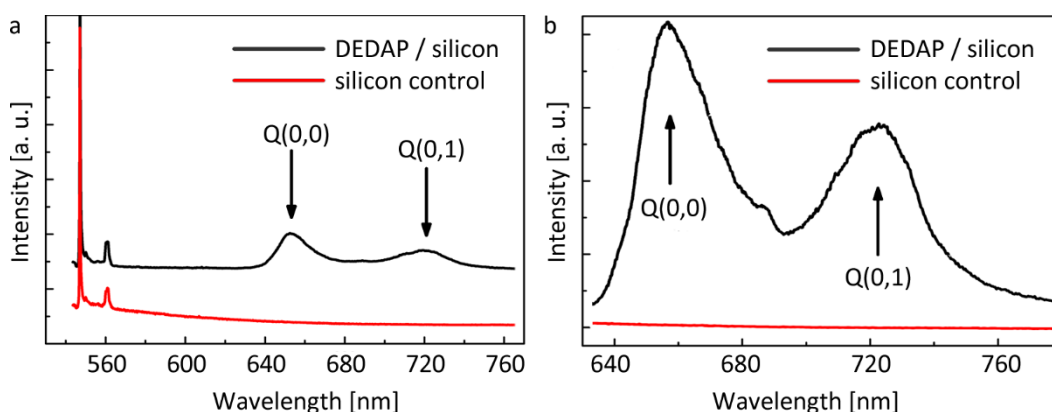 a
DEDAP / silicon
silicon control
Q(0,0)
Q(0,1)
Intensity [a. u.]
560 600 640 680 720 760
Wavelength [nm]
b
DEDAP / silicon
silicon control
Q(0,0)
Q(0,1)
Intensity [a. u.]
640 680 720 760
Wavelength [nm]